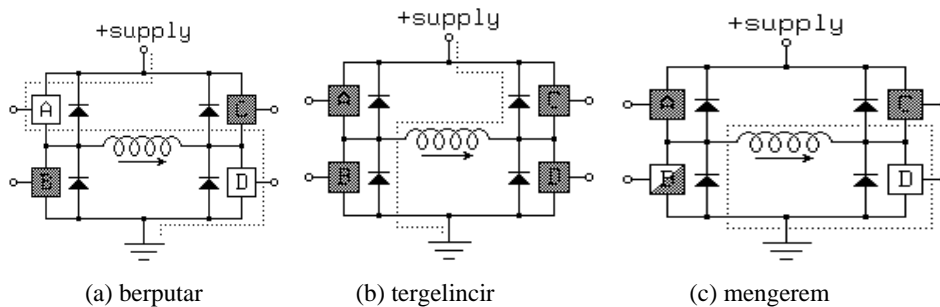 +supply
A
C
B
D
+supply
A
C
B
D
+supply
A
C
B
D
(a) berputar
(b) tergelincir
(c) mengerem